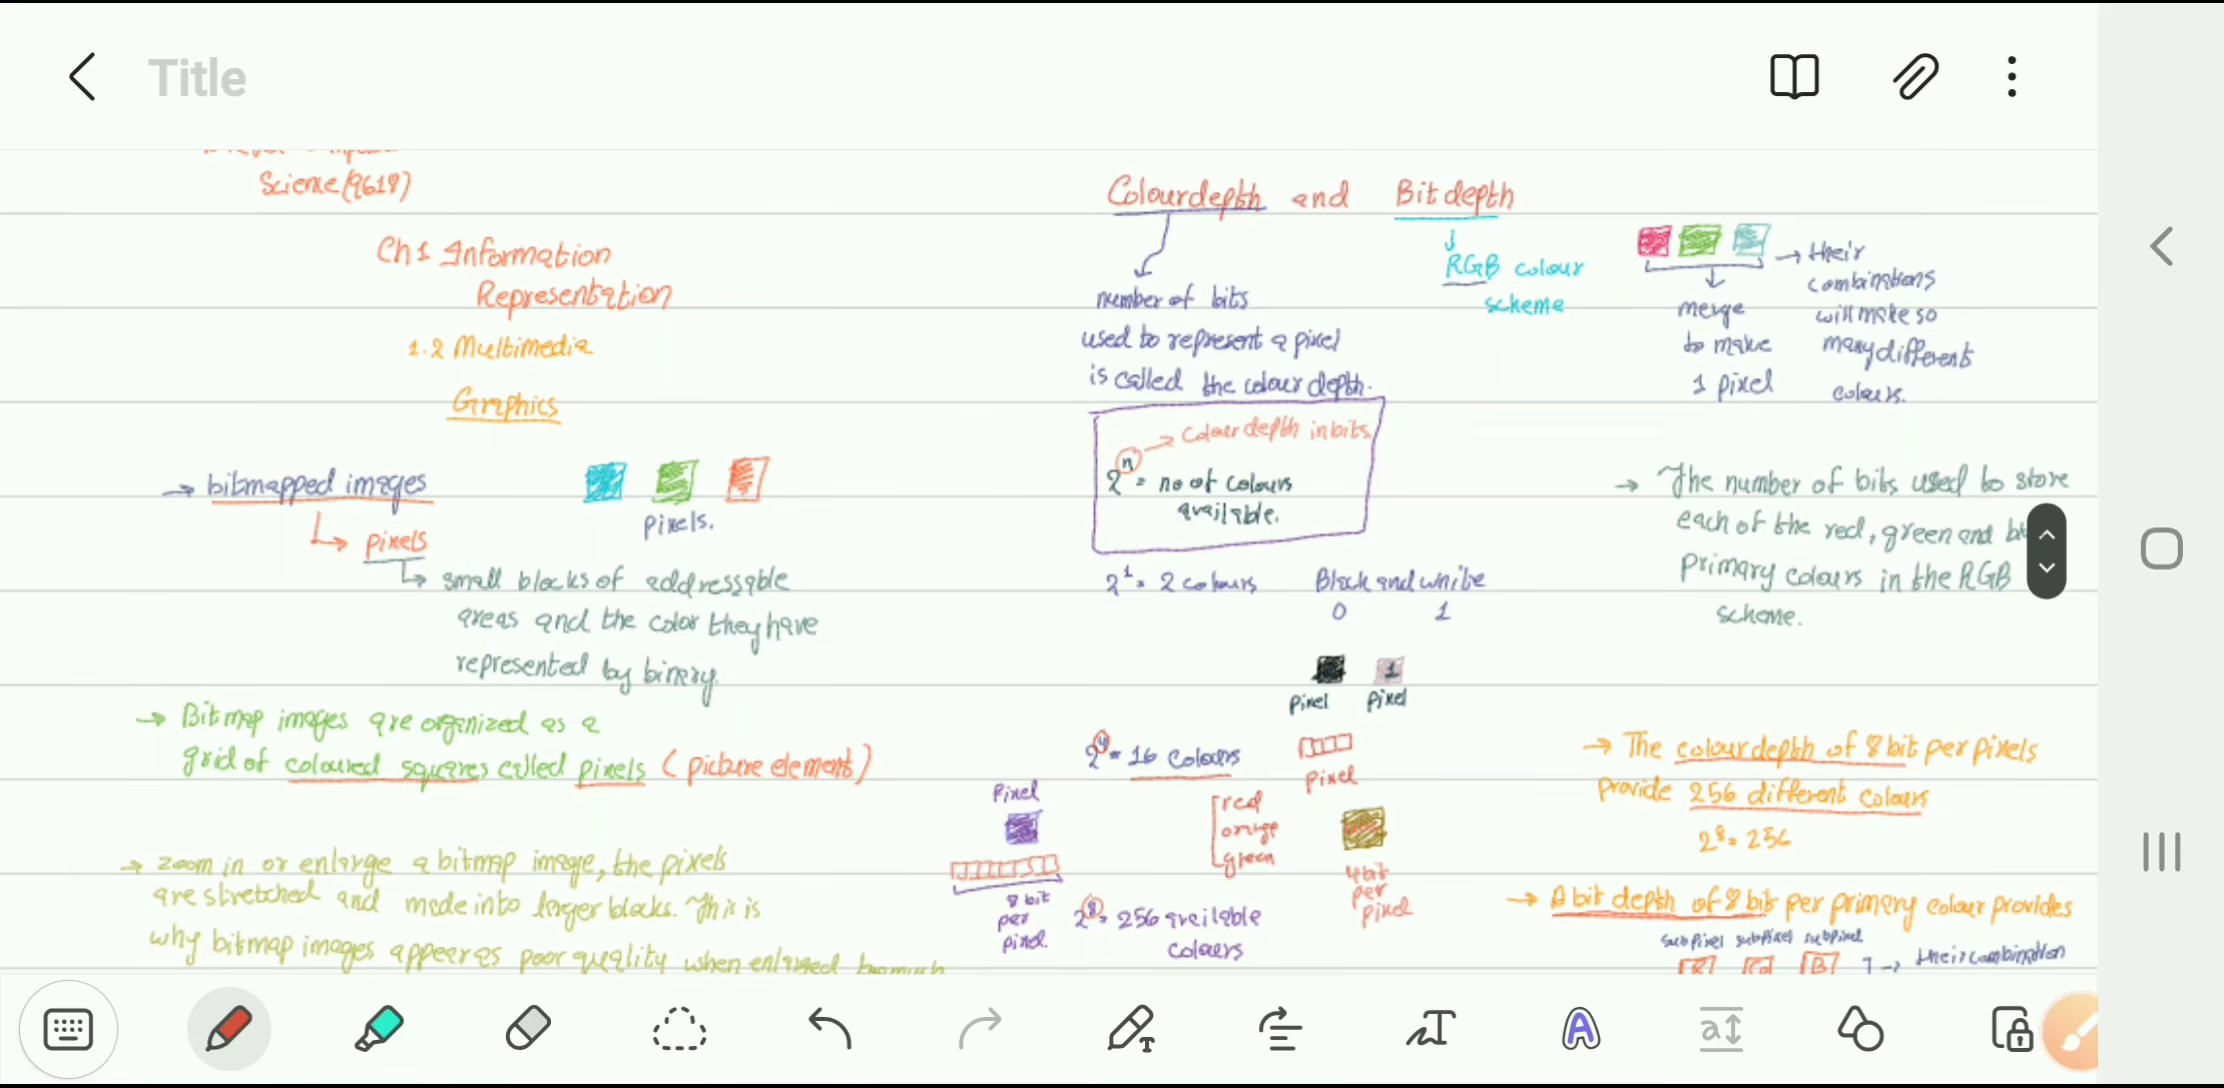 Title
Science (9618)
Ch 1 Information
Representation
1.2 Multimedia
Graphics
→ bitmapped images
pixels
pixels.
small blocks of addressable
areas and the color they have
represented by binary.
→ Bitmap images are organized as a
grid of coloured squares called pixels (picture element)
→ zoom in or enlarge a bitmap image, the pixels
are stretched and made into larger blocks. This is
why bitmap images appear as poor quality when enlarged
Colourdepth and Bit depth
number of bits
used to represent a pixel
is called the colour depth.
→ Colour depth in bits
2ⁿ = no of colours
available.
2¹ = 2 colours Black and white
0 1
1
pixel pixel
2⁴ = 16 Colours
pixel
red
orange
green
4 bit
per
pixel
Pixel
8 bit
per
pixel.
2⁸ = 256 available
colours
RGB colour
scheme
merge
to make
1 pixel
→ their
combinations
will make so
many different
colours.
→ The number of bits used to store
each of the red, green and
primary colours in the RGB
scheme.
→ The colourdepth of 8 bit per pixels
provide 256 different colours
2⁸ = 256
→ A bit depth of 8 bit per primary colour provides
subpixel subpixel subpixel
R G B → their combination